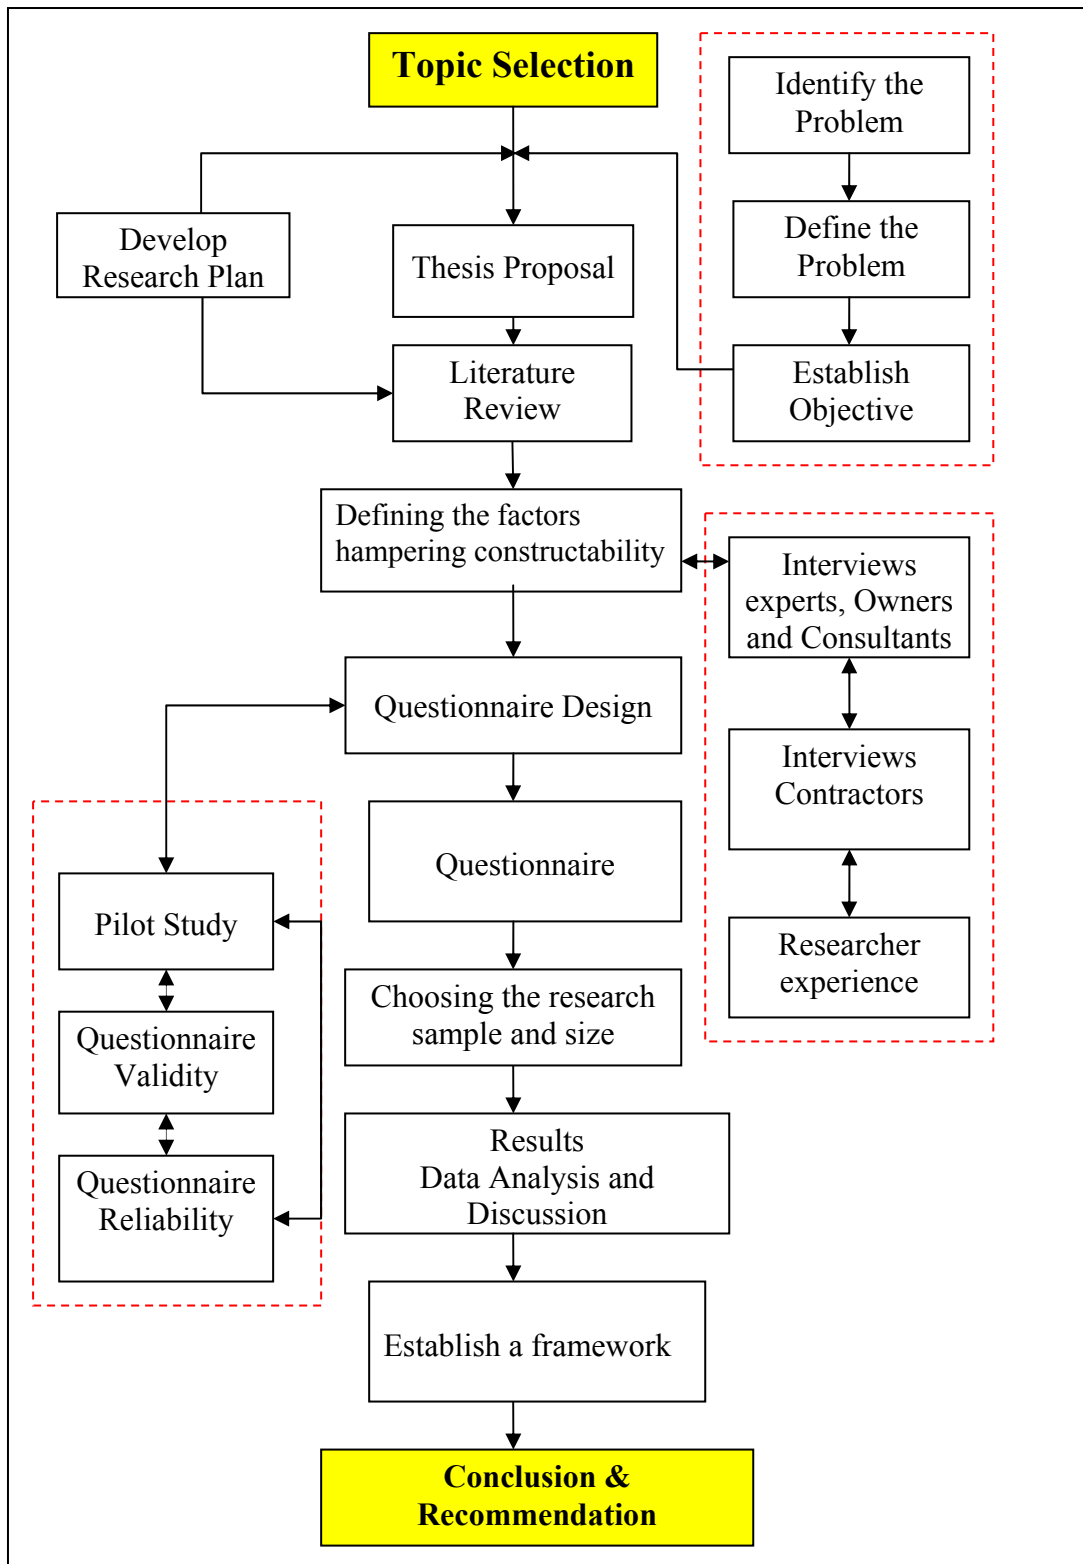 Topic Selection
Identify the
Problem
Develop
Research Plan
Thesis Proposal
Define the
Problem
Literature
Review
Establish
Objective
Defining the factors
hampering constructability
Interviews
experts, Owners
and Consultants
Questionnaire Design
Interviews
Contractors
Questionnaire
Pilot Study
Researcher
experience
Choosing the research
sample and size
Questionnaire
Validity
Results
Data Analysis and
Discussion
Questionnaire
Reliability
Establish a framework
Conclusion &
Recommendation